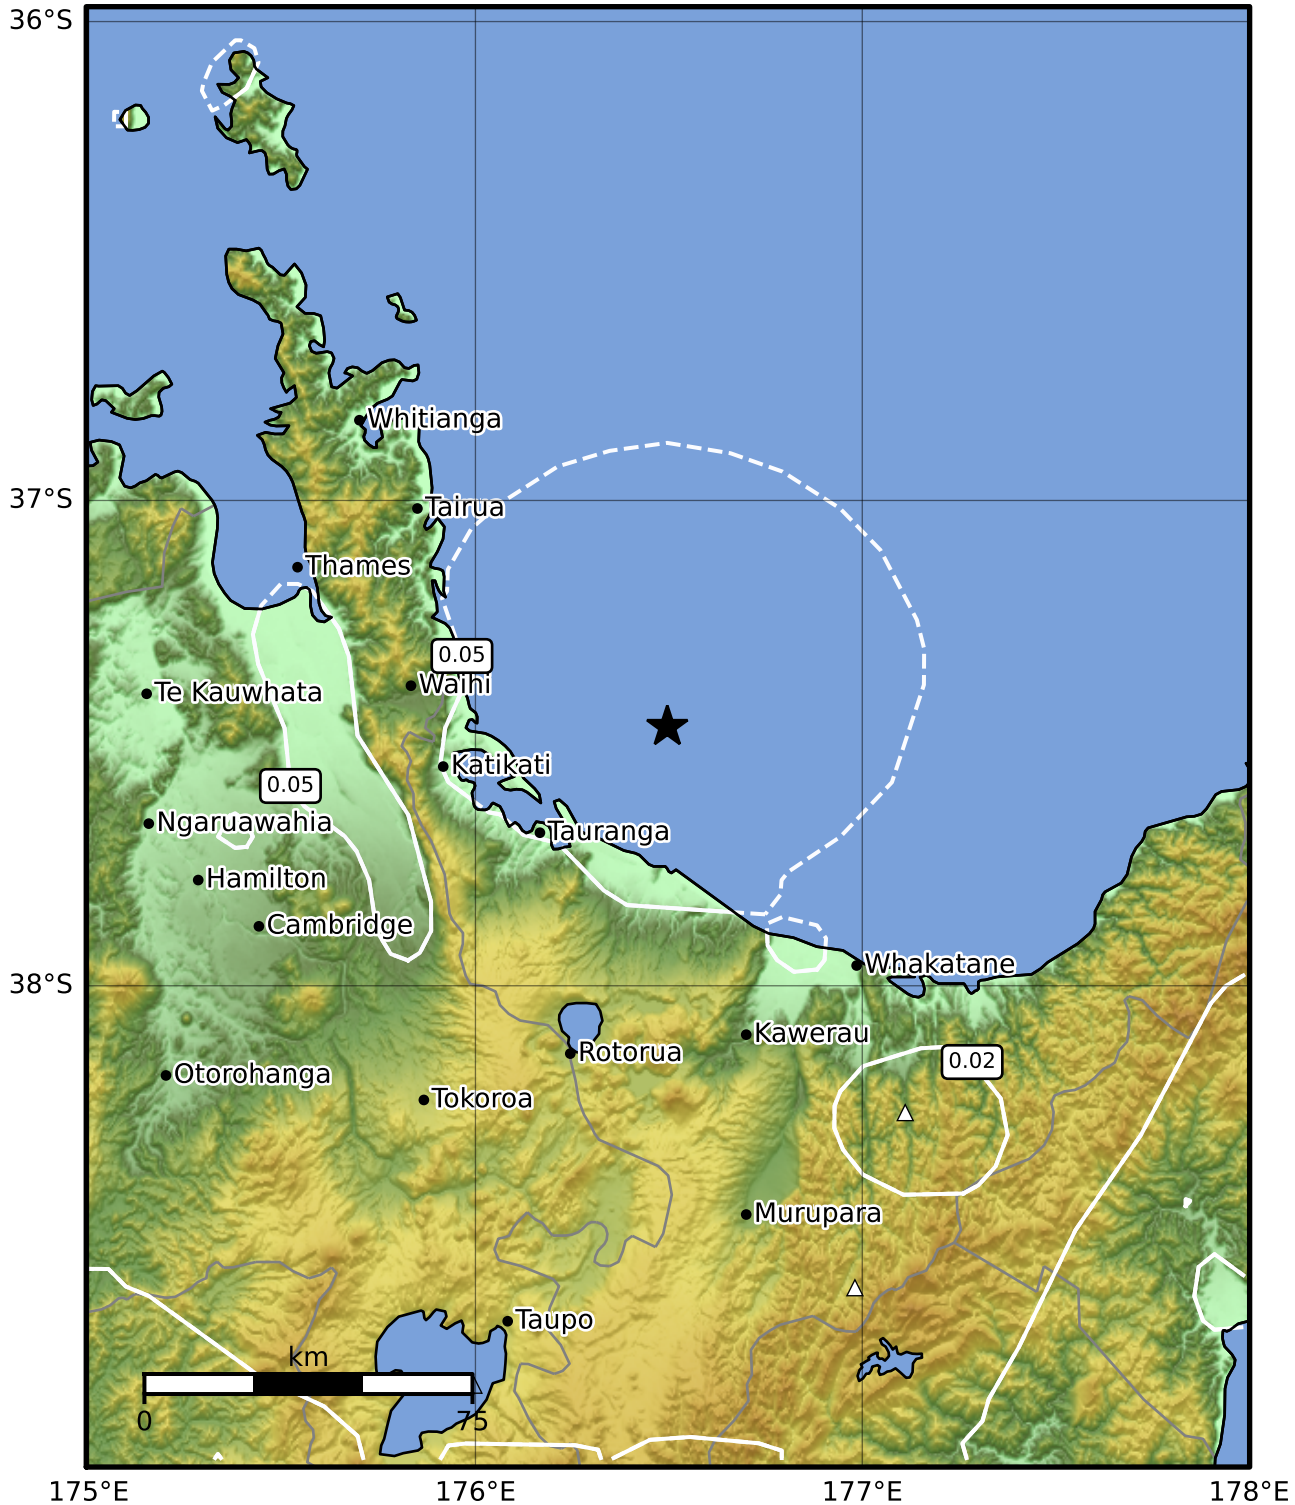 36°S
Whitianga
37°S
Tairua
Thames
0.05
Waihi
Te Kauwhata
Katikati
0.05
Ngaruawahia
Tauranga
Hamilton
Cambridge
Whakatane
38°S
Kawerau
Rotorua
0.02
Otorohanga
Tokoroa
Murupara
Taupo
km
0 75
175°E 176°E 177°E 178°E